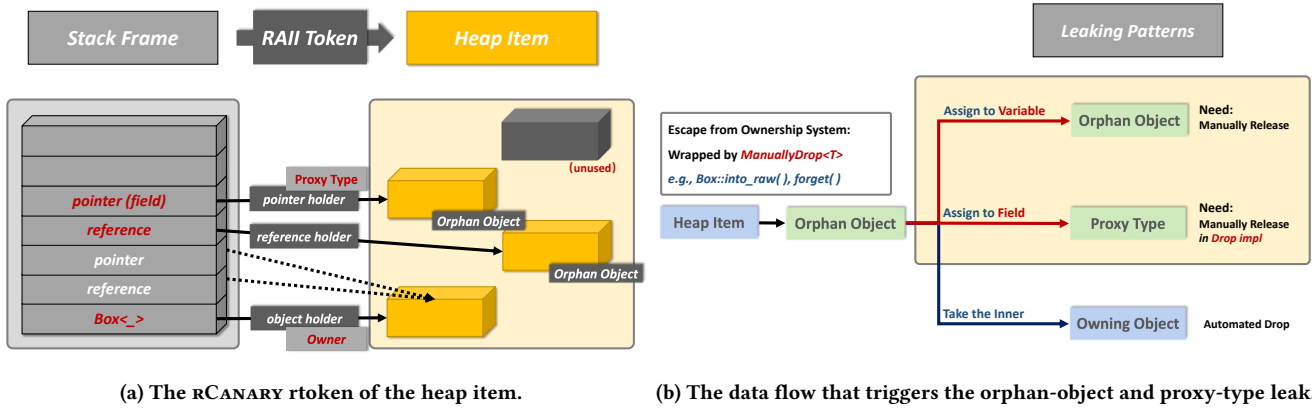 Stack Frame
RAII Token
Heap Item
Proxy Type
pointer (field)
pointer holder
(unused)
Orphan Object
reference
reference holder
pointer
Orphan Object
reference
Box<_>
object holder
Owner
(a) The rCanary rtoken of the heap item.
Leaking Patterns
Escape from Ownership System:
Wrapped by ManuallyDrop<T>
e.g., Box::into_raw( ), forget( )
Heap Item
Orphan Object
Assign to Variable
Orphan Object
Need:
Manually Release
Assign to Field
Proxy Type
Need:
Manually Release
in Drop impl
Take the Inner
Owning Object
Automated Drop
(b) The data flow that triggers the orphan-object and proxy-type leak